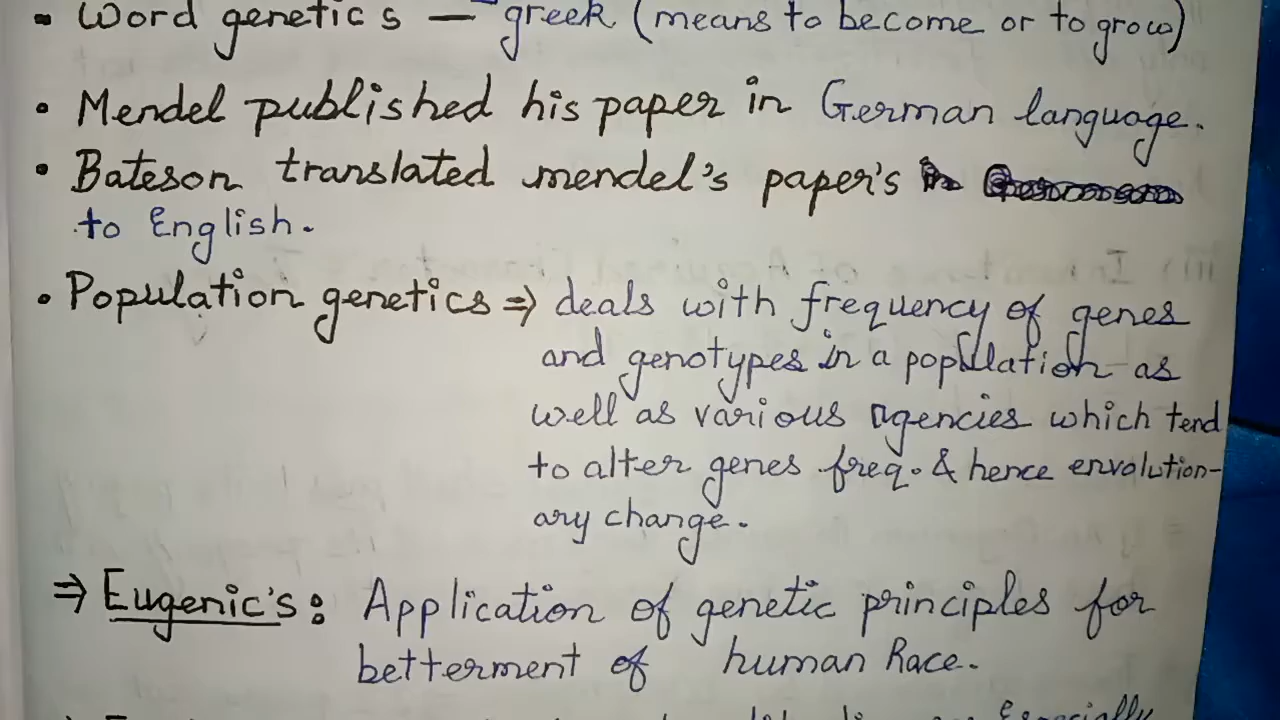 • Word genetics — greek (means to become or to grow)
• Mendel published his paper in German language.
• Bateson translated mendel's paper's
to English.
• Population genetics ⇒ deals with frequency of genes
and genotypes in a population as
well as various agencies which tend
to alter genes freq. & hence envolution-
ary change.
⇒ Eugenic's: Application of genetic principles for
betterment of human Race.
Especially